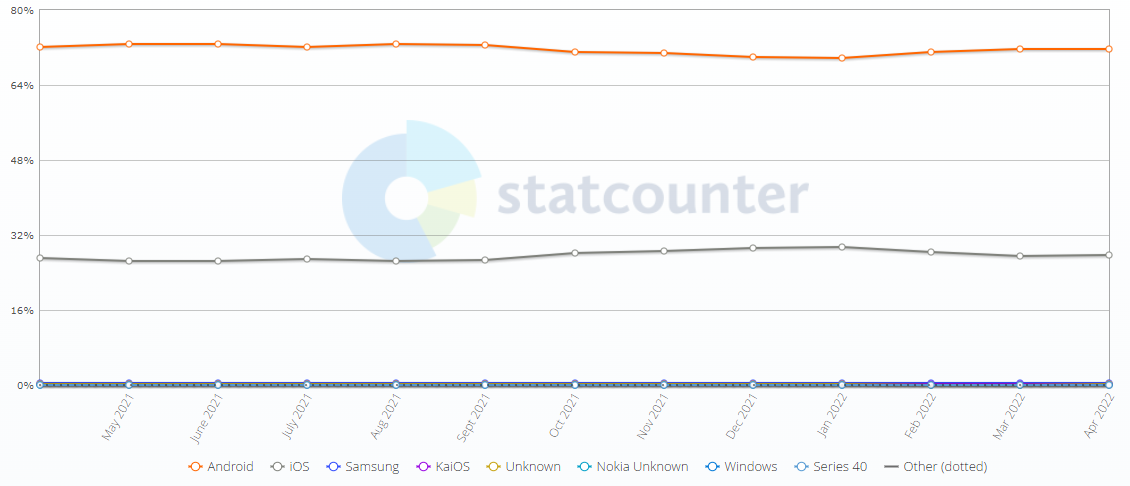 80%
64%
48%
statcounter
32%
16%
0%
May 2021
June 2021
July 2021
Aug 2021
Sept 2021
Oct 2021
Nov 2021
Dec 2021
Jan 2022
Feb 2022
Mar 2022
Apr 2022
Android iOS Samsung KaiOS Unknown Nokia Unknown Windows Series 40 Other (dotted)